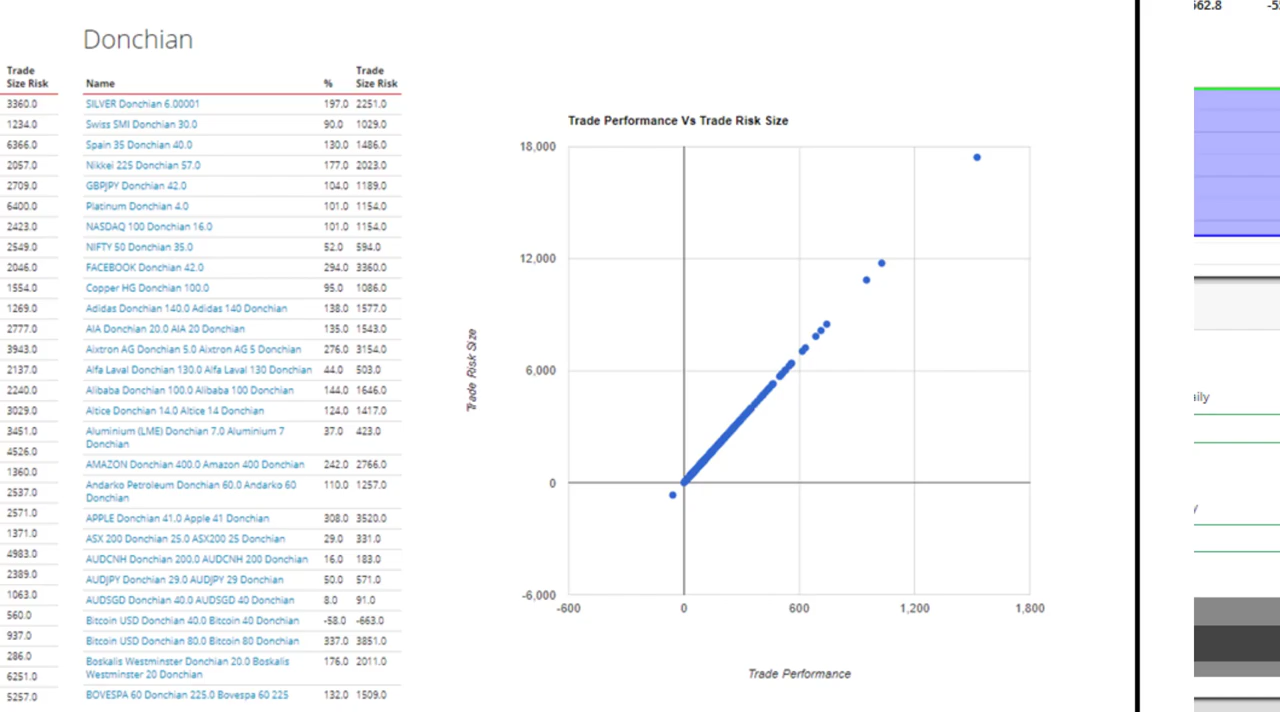 562.8
Donchian
Trade
Size Risk
3360.0
1234.0
6366.0
2057.0
2709.0
6400.0
2423.0
2549.0
2046.0
1554.0
1269.0
2777.0
3943.0
2137.0
2240.0
3029.0
3451.0
4526.0
1360.0
2537.0
2571.0
1371.0
4983.0
2389.0
1063.0
560.0
937.0
286.0
6251.0
5257.0
Name % Trade
Size Risk
SILVER Donchian 6.00001 197.0 2251.0
Swiss SMI Donchian 30.0 90.0 1029.0
Spain 35 Donchian 40.0 130.0 1486.0
Nikkei 225 Donchian 57.0 177.0 2023.0
GBPJPY Donchian 42.0 104.0 1189.0
Platinum Donchian 4.0 101.0 1154.0
NASDAQ 100 Donchian 16.0 101.0 1154.0
NIFTY 50 Donchian 35.0 52.0 594.0
FACEBOOK Donchian 42.0 294.0 3360.0
Copper HG Donchian 100.0 95.0 1086.0
Adidas Donchian 140.0 Adidas 140 Donchian 138.0 1577.0
AIA Donchian 20.0 AIA 20 Donchian 135.0 1543.0
Aixtron AG Donchian 5.0 Aixtron AG 5 Donchian 276.0 3154.0
Alfa Laval Donchian 130.0 Alfa Laval 130 Donchian 44.0 503.0
Alibaba Donchian 100.0 Alibaba 100 Donchian 144.0 1646.0
Altice Donchian 14.0 Altice 14 Donchian 124.0 1417.0
Aluminium (LME) Donchian 7.0 Aluminium 7 37.0 423.0
Donchian
AMAZON Donchian 400.0 Amazon 400 Donchian 242.0 2766.0
Andarko Petroleum Donchian 60.0 Andarko 60 110.0 1257.0
Donchian
APPLE Donchian 41.0 Apple 41 Donchian 308.0 3520.0
ASX 200 Donchian 25.0 ASX200 25 Donchian 29.0 331.0
AUDCNH Donchian 200.0 AUDCNH 200 Donchian 16.0 183.0
AUDJPY Donchian 29.0 AUDJPY 29 Donchian 50.0 571.0
AUDSGD Donchian 40.0 AUDSGD 40 Donchian 8.0 91.0
Bitcoin USD Donchian 40.0 Bitcoin 40 Donchian -58.0 -663.0
Bitcoin USD Donchian 80.0 Bitcoin 80 Donchian 337.0 3851.0
Boskalis Westminster Donchian 20.0 Boskalis 176.0 2011.0
Westminster 20 Donchian
BOVESPA 60 Donchian 225.0 Bovespa 60 225 132.0 1509.0
Trade Performance Vs Trade Risk Size
18,000
12,000
6,000
0
-6,000
-600 0 600 1,200 1,800
Trade Risk Size
Trade Performance